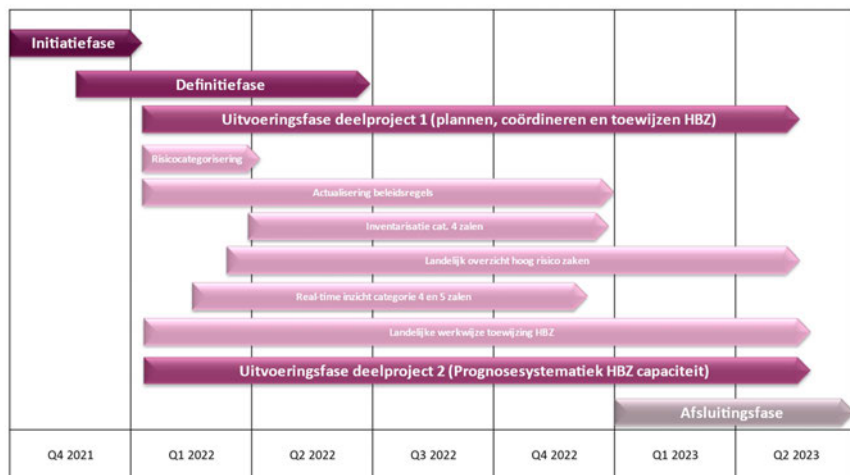 Initiatiefase
Definitiefase
Uitvoeringsfase deelproject 1 (plannen, coördineren en toewijzen HBZ)
Risicocategorisering
Actualisering beleidsregels
Inventarisatie cat. 4 zalen
Landelijk overzicht hoog risico zaken
Real-time inzicht categorie 4 en 5 zalen
Landelijke werkwijze toewijzing HBZ
Uitvoeringsfase deelproject 2 (Prognosesystematiek HBZ capaciteit)
Afsluitingsfase
Q4 2021 Q1 2022 Q2 2022 Q3 2022 Q4 2022 Q1 2023 Q2 2023